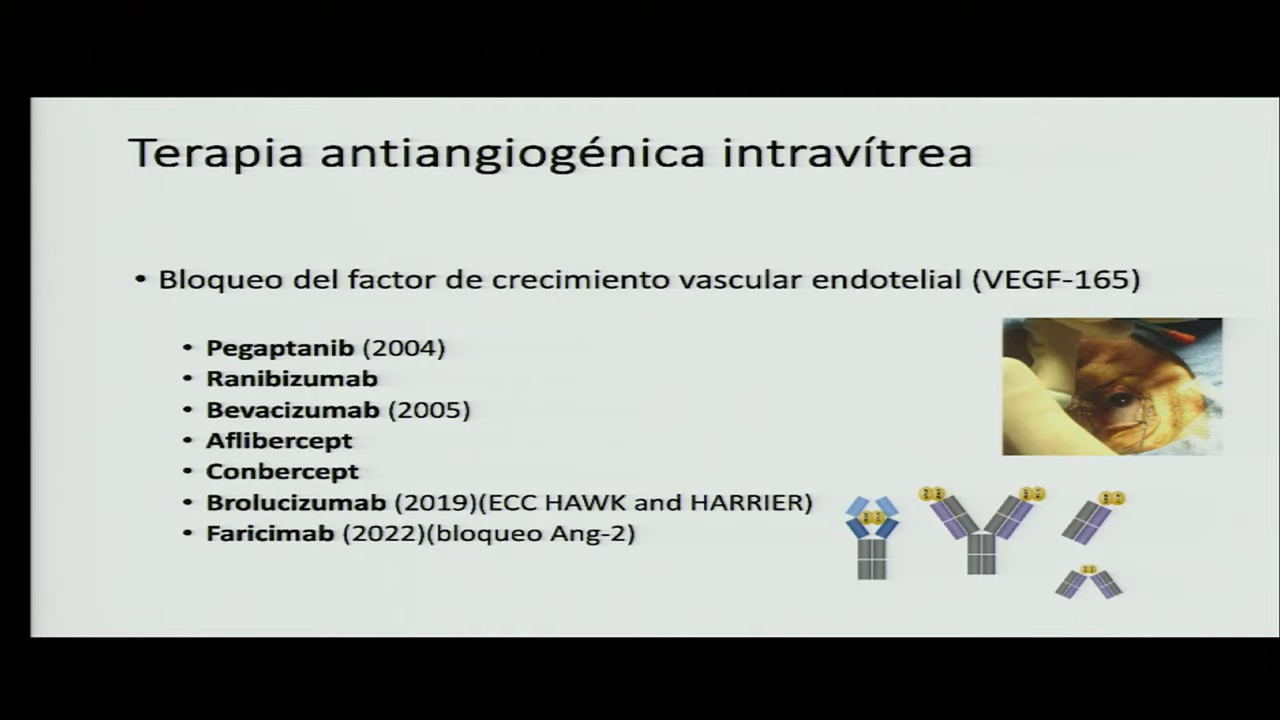 Terapia antiangiogénica intravítrea
• Bloqueo del factor de crecimiento vascular endotelial (VEGF-165)
• Pegaptanib (2004)
• Ranibizumab
• Bevacizumab (2005)
• Aflibercept
• Conbercept
• Brolucizumab (2019)(ECC HAWK and HARRIER)
• Faricimab (2022)(bloqueo Ang-2)